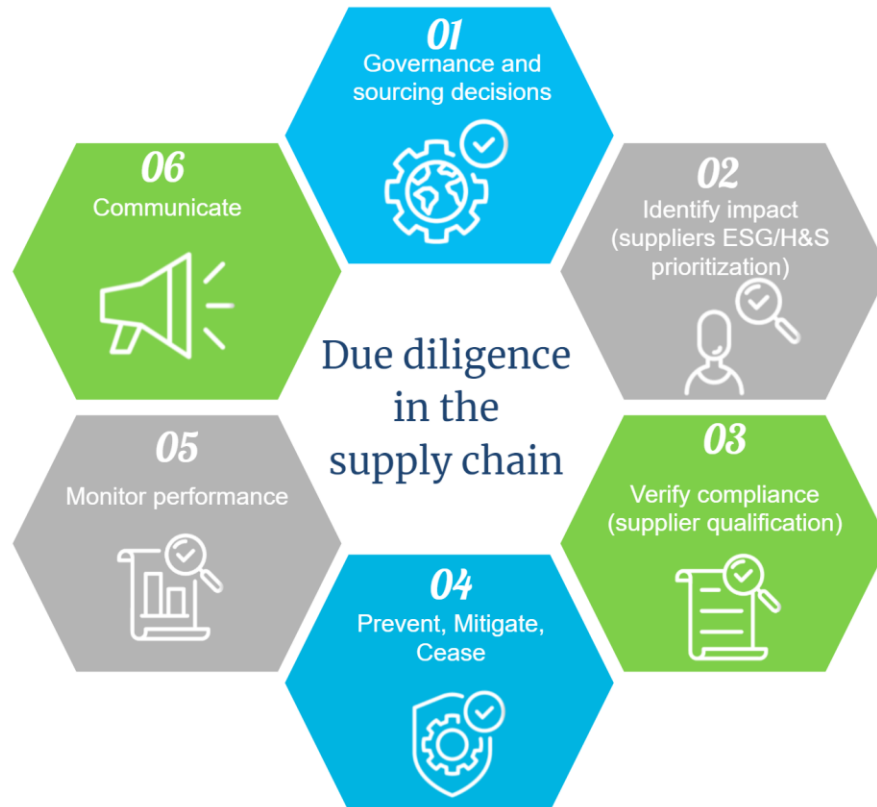 01
Governance and
sourcing decisions
02
Identify impact
(suppliers ESG/H&S
prioritization)
03
Verify compliance
(supplier qualification)
04
Prevent, Mitigate,
Cease
05
Monitor performance
06
Communicate
Due diligence
in the
supply chain